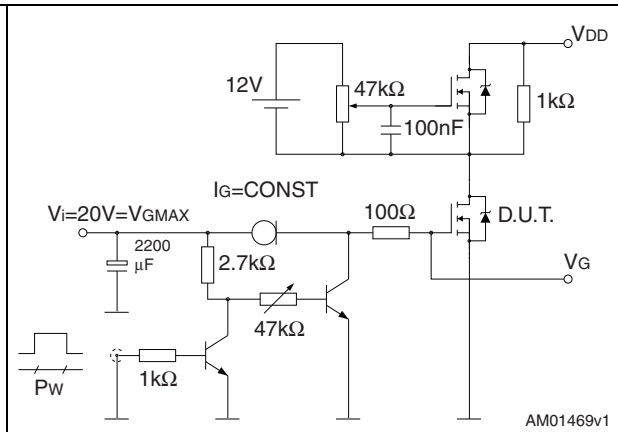 VDD
12V
47kΩ
1kΩ
100nF
IG=CONST
Vi=20V=VGMAX
100Ω
D.U.T.
2200
μF
2.7kΩ
VG
47kΩ
1kΩ
PW
AM01469v1